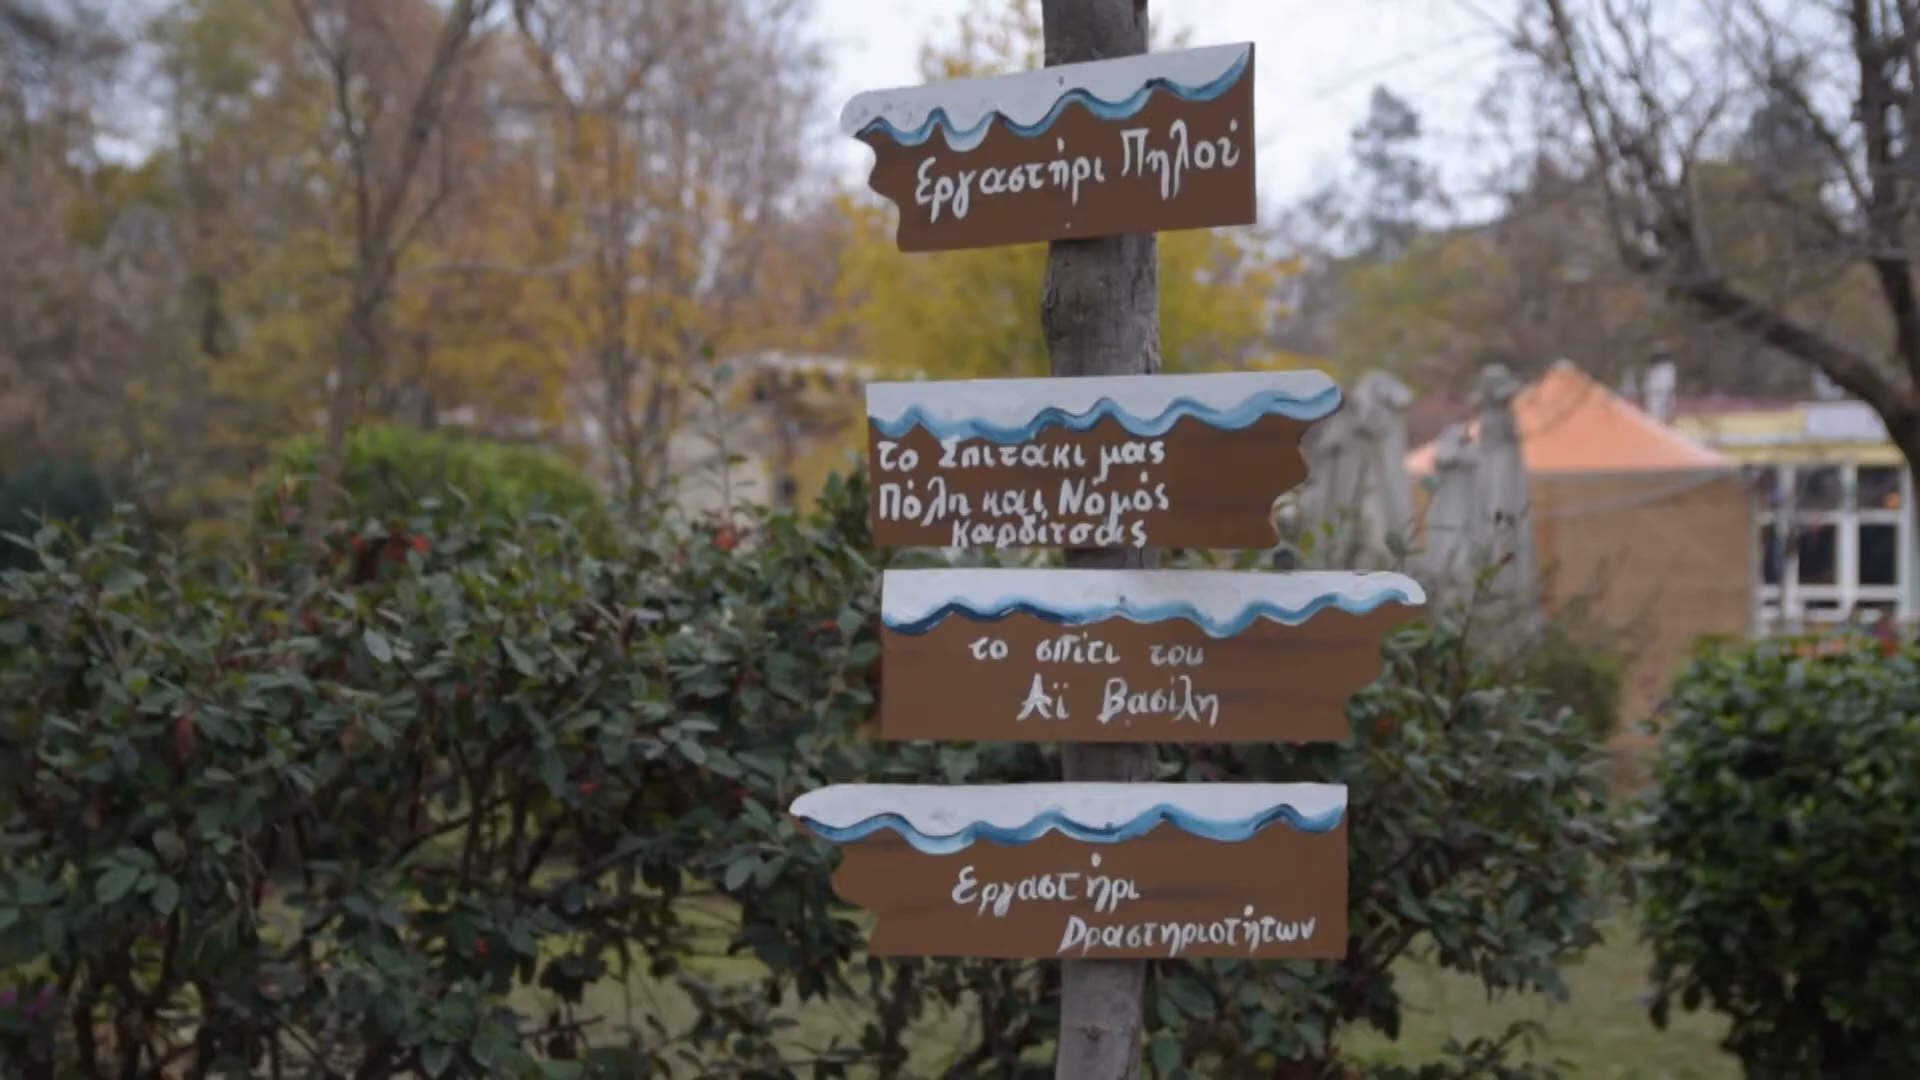 Εργαστήρι Πηλού
το Σπιτάκι μας
Πόλη και Νομός
Καρδίτσας
το σπίτι του
Αϊ Βασίλη
Εργαστήρι
Δραστηριοτήτων